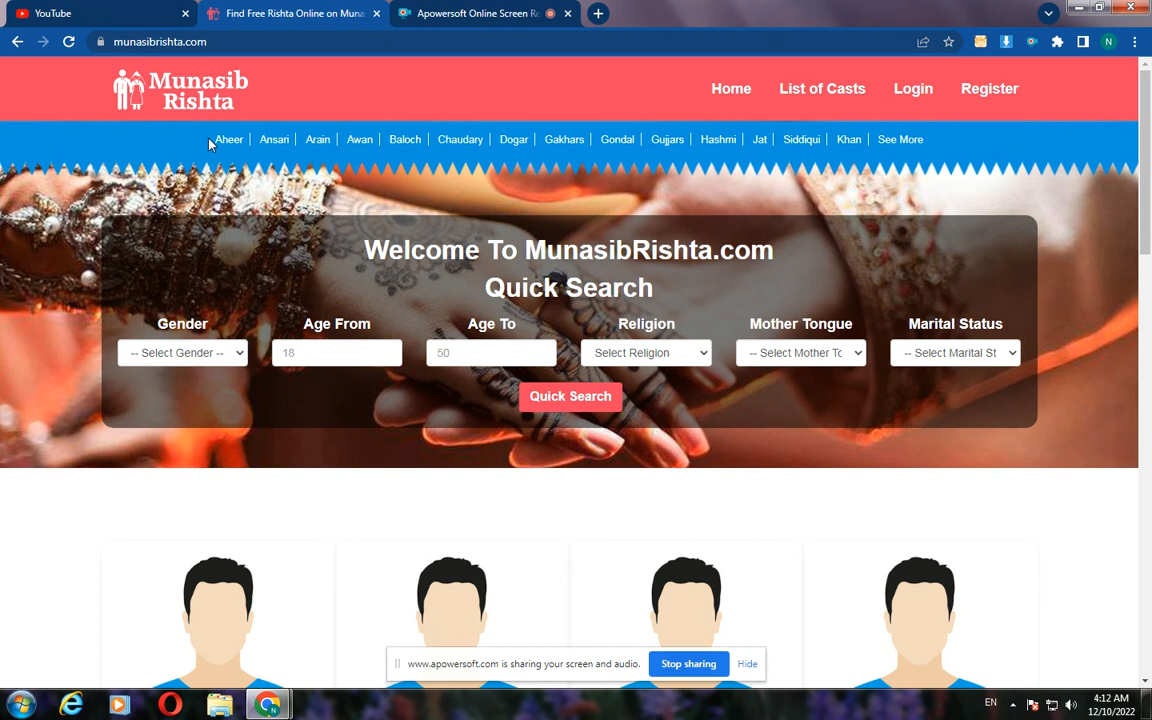 YouTube
Find Free Rishta Online on Muna
Apowersoft Online Screen Re
munasibrishta.com
N
Munasib
Rishta
Home List of Casts Login Register
Aheer Ansari Arain Awan Baloch Chaudary Dogar Gakhars Gondal Gujjars Hashmi Jat Siddiqui Khan See More
Welcome To MunasibRishta.com
Quick Search
Gender Age From Age To Religion Mother Tongue Marital Status
-- Select Gender -- 18 50 Select Religion -- Select Mother Tc -- Select Marital St
Quick Search
www.apowersoft.com is sharing your screen and audio. Stop sharing Hide
EN
4:12 AM
12/10/2022